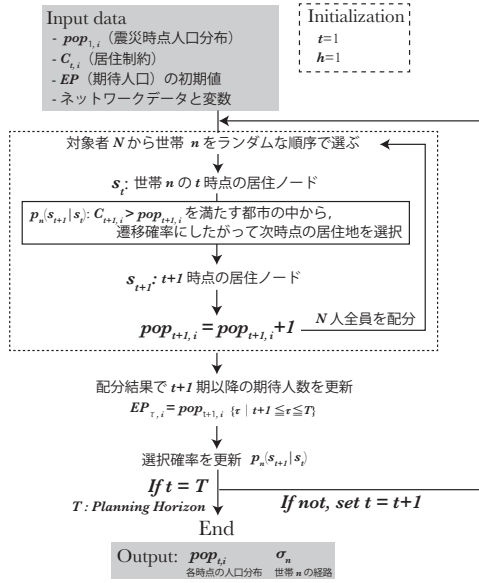 Input data
- pop1, i (震災時点人口分布)
- Ct, i (居住制約)
- EP (期待人口) の初期値
- ネットワークデータと変数
Initialization
t=1
h=1
対象者 N から世帯 n をランダムな順序で選ぶ
st: 世帯 n の t 時点の居住ノード
pn(st+1|st): Ct+1, i > popt+1, i を満たす都市の中から,
遷移確率にしたがって次時点の居住地を選択
st+1: t+1 時点の居住ノード
popt+1, i = popt+1, i+1
N 人全員を配分
配分結果で t+1 期以降の期待人数を更新
EPτ, i = popt+1, i {τ | t+1 ≦τ≦T}
選択確率を更新 pn(st+1|st)
If t = T
T : Planning Horizon
If not, set t = t+1
End
Output: popt,i σn
各時点の人口分布 世帯 n の経路